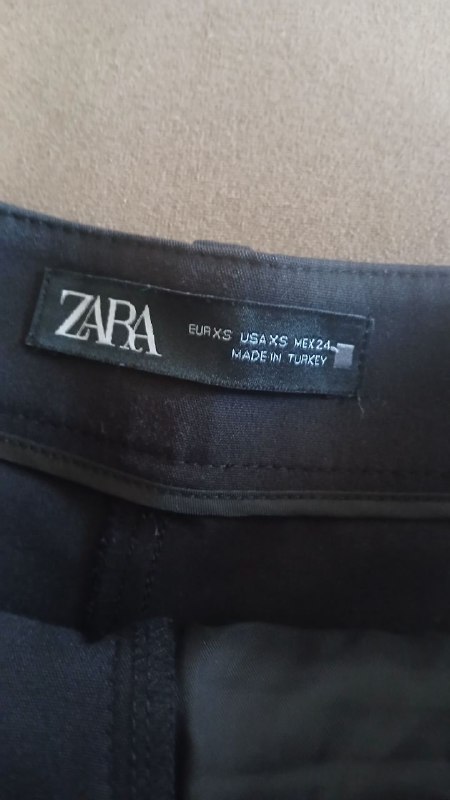 ZARA
EUR XS USA XS MEX 24
MADE IN TURKEY